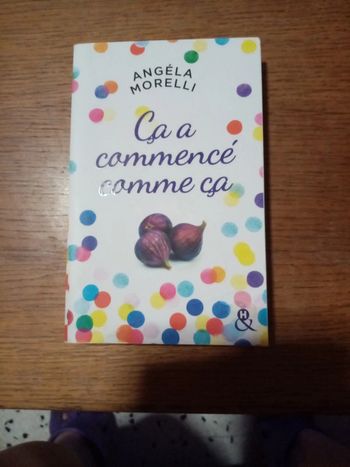 ANGÉLA
MORELLI
Ça a
commencé
comme ça
H
&